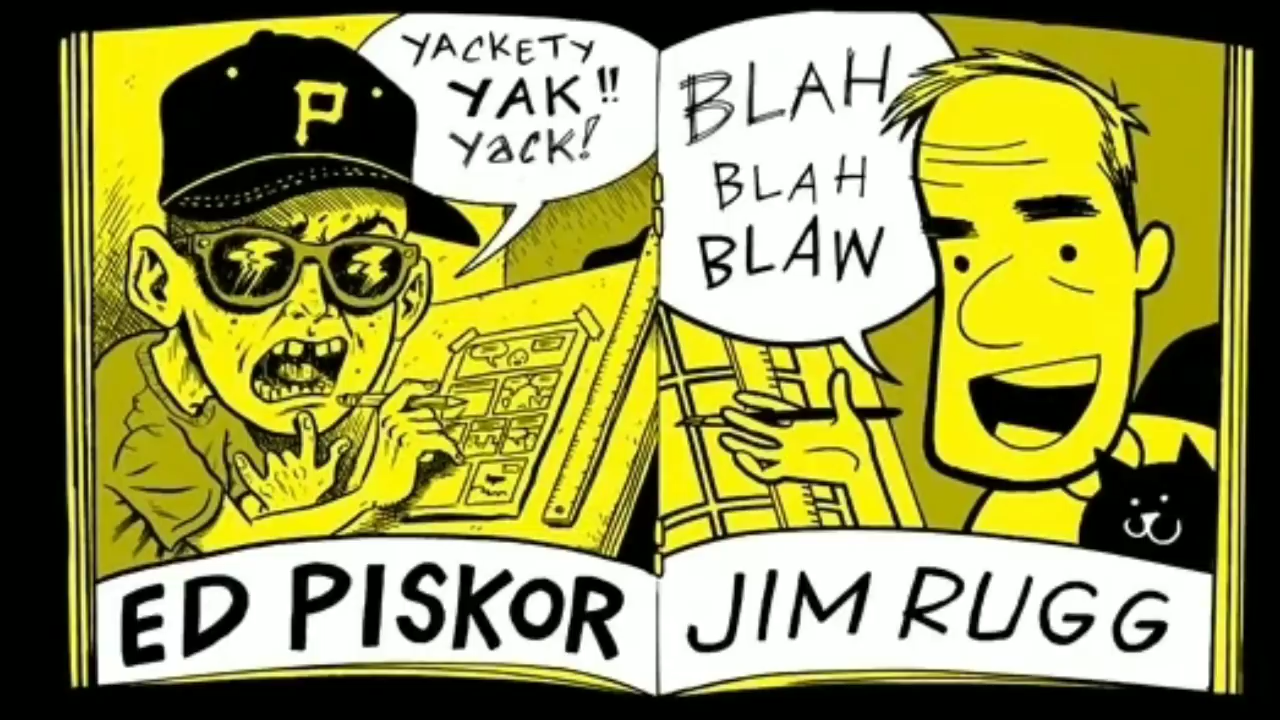 P
YACKETY
YAK!!
YacK!
BLAH
BLAH
BLAW
ED PISKOR
JIM RUGG